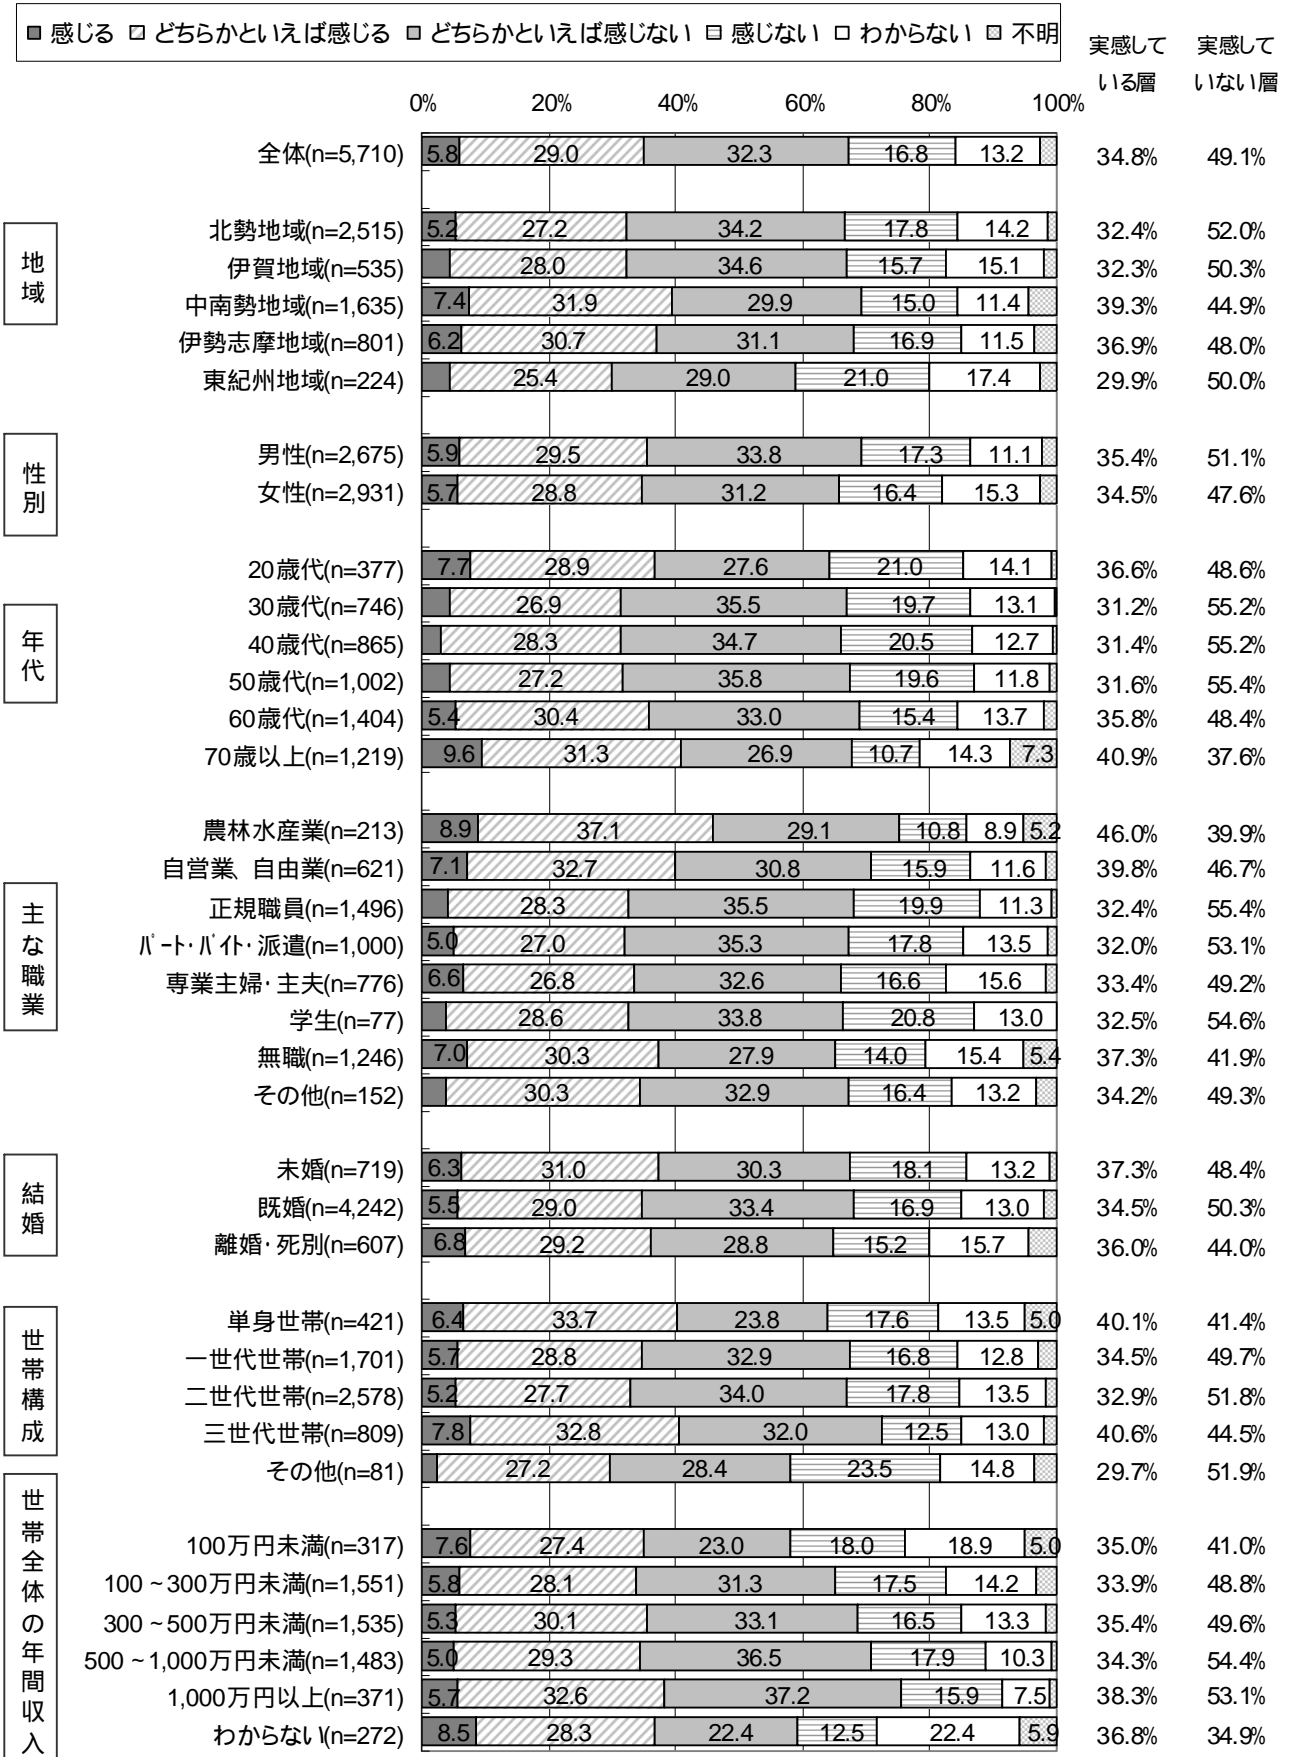 感じる どちらかといえば感じる どちらかといえば感じない 感じない わからない 不明
実感している層 実感していない層
0% 20% 40% 60% 80% 100%
全体(n=5,710) 5.8 29.0 32.3 16.8 13.2 34.8% 49.1%
地域
北勢地域(n=2,515) 5.2 27.2 34.2 17.8 14.2 32.4% 52.0%
伊賀地域(n=535) 28.0 34.6 15.7 15.1 32.3% 50.3%
中南勢地域(n=1,635) 7.4 31.9 29.9 15.0 11.4 39.3% 44.9%
伊勢志摩地域(n=801) 6.2 30.7 31.1 16.9 11.5 36.9% 48.0%
東紀州地域(n=224) 25.4 29.0 21.0 17.4 29.9% 50.0%
性別
男性(n=2,675) 5.9 29.5 33.8 17.3 11.1 35.4% 51.1%
女性(n=2,931) 5.7 28.8 31.2 16.4 15.3 34.5% 47.6%
年代
20歳代(n=377) 7.7 28.9 27.6 21.0 14.1 36.6% 48.6%
30歳代(n=746) 26.9 35.5 19.7 13.1 31.2% 55.2%
40歳代(n=865) 28.3 34.7 20.5 12.7 31.4% 55.2%
50歳代(n=1,002) 27.2 35.8 19.6 11.8 31.6% 55.4%
60歳代(n=1,404) 5.4 30.4 33.0 15.4 13.7 35.8% 48.4%
70歳以上(n=1,219) 9.6 31.3 26.9 10.7 14.3 7.3 40.9% 37.6%
主な職業
農林水産業(n=213) 8.9 37.1 29.1 10.8 8.9 5.2 46.0% 39.9%
自営業、自由業(n=621) 7.1 32.7 30.8 15.9 11.6 39.8% 46.7%
正規職員(n=1,496) 28.3 35.5 19.9 11.3 32.4% 55.4%
ﾊﾟｰﾄ･ﾊﾞｲﾄ･派遣(n=1,000) 5.0 27.0 35.3 17.8 13.5 32.0% 53.1%
専業主婦･主夫(n=776) 6.6 26.8 32.6 16.6 15.6 33.4% 49.2%
学生(n=77) 28.6 33.8 20.8 13.0 32.5% 54.6%
無職(n=1,246) 7.0 30.3 27.9 14.0 15.4 5.4 37.3% 41.9%
その他(n=152) 30.3 32.9 16.4 13.2 34.2% 49.3%
結婚
未婚(n=719) 6.3 31.0 30.3 18.1 13.2 37.3% 48.4%
既婚(n=4,242) 5.5 29.0 33.4 16.9 13.0 34.5% 50.3%
離婚･死別(n=607) 6.8 29.2 28.8 15.2 15.7 36.0% 44.0%
世帯構成
単身世帯(n=421) 6.4 33.7 23.8 17.6 13.5 5.0 40.1% 41.4%
一世代世帯(n=1,701) 5.7 28.8 32.9 16.8 12.8 34.5% 49.7%
二世代世帯(n=2,578) 5.2 27.7 34.0 17.8 13.5 32.9% 51.8%
三世代世帯(n=809) 7.8 32.8 32.0 12.5 13.0 40.6% 44.5%
その他(n=81) 27.2 28.4 23.5 14.8 29.7% 51.9%
世帯全体の年間収入
100万円未満(n=317) 7.6 27.4 23.0 18.0 18.9 5.0 35.0% 41.0%
100~300万円未満(n=1,551) 5.8 28.1 31.3 17.5 14.2 33.9% 48.8%
300~500万円未満(n=1,535) 5.3 30.1 33.1 16.5 13.3 35.4% 49.6%
500~1,000万円未満(n=1,483) 5.0 29.3 36.5 17.9 10.3 34.3% 54.4%
1,000万円以上(n=371) 5.7 32.6 37.2 15.9 7.5 38.3% 53.1%
わからない(n=272) 8.5 28.3 22.4 12.5 22.4 5.9 36.8% 34.9%